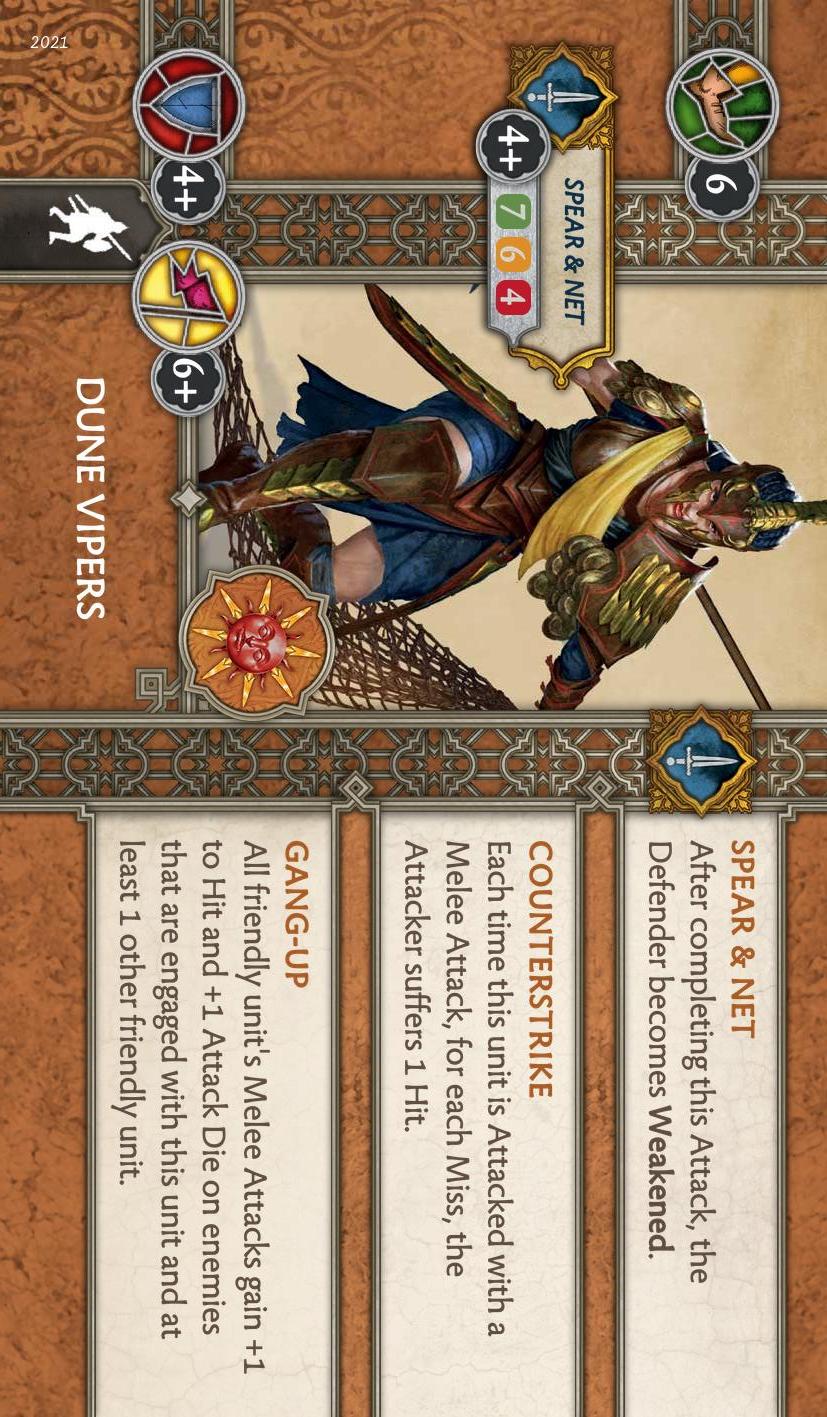 6
SPEAR & NET
4+
7 6 4
4+
6+
DUNE VIPERS
2021
SPEAR & NET
After completing this Attack, the
Defender becomes Weakened.
COUNTERSTRIKE
Each time this unit is Attacked with a
Melee Attack, for each Miss, the
Attacker suffers 1 Hit.
GANG-UP
All friendly unit's Melee Attacks gain +1
to Hit and +1 Attack Die on enemies
that are engaged with this unit and at
least 1 other friendly unit.